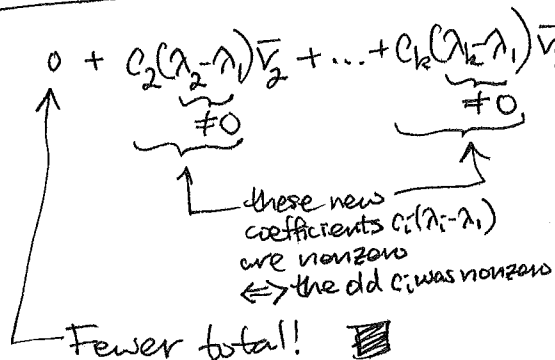 0 + c₂(λ₂-λ₁)v̄₂ + ... + cₖ(λₖ-λ₁)v̄
≠0 ≠0
these new
coefficients cᵢ(λᵢ-λ₁)
are nonzero
⟺ the old cᵢ was nonzero
Fewer total!